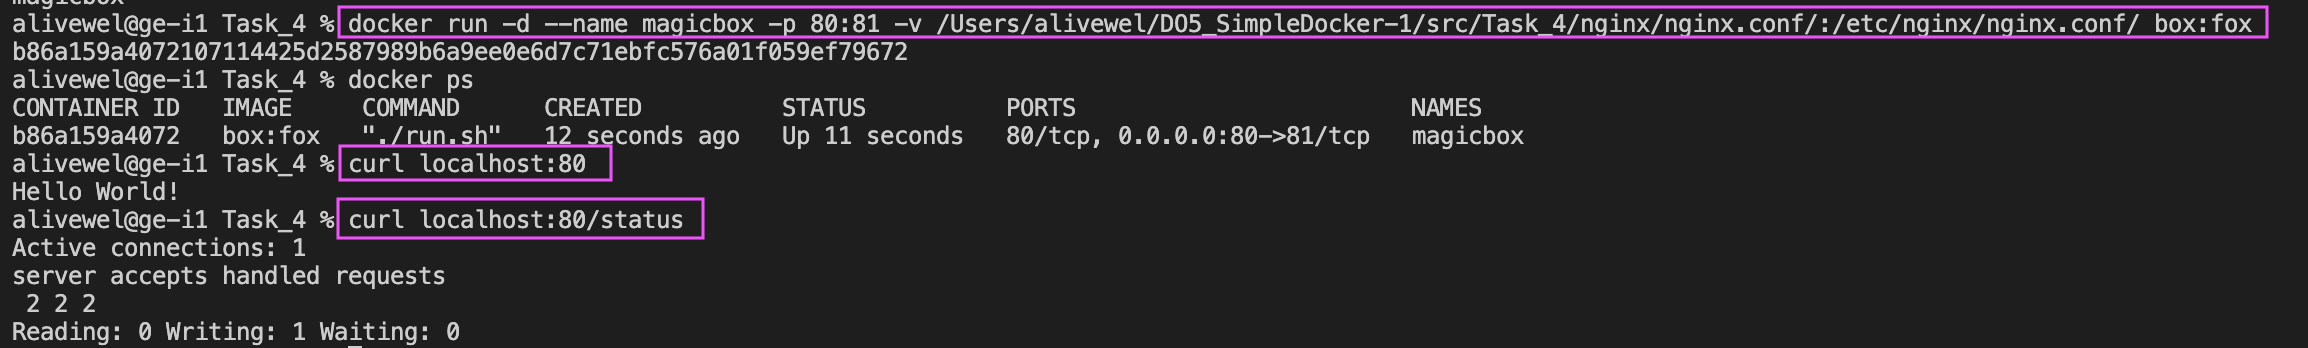 magicbox
alivewel@ge-i1 Task_4 % docker run -d --name magicbox -p 80:81 -v /Users/alivewel/DO5_SimpleDocker-1/src/Task_4/nginx/nginx.conf/:/etc/nginx/nginx.conf/ box:fox
b86a159a4072107114425d2587989b6a9ee0e6d7c71ebfc576a01f059ef79672
alivewel@ge-i1 Task_4 % docker ps
CONTAINER ID   IMAGE     COMMAND      CREATED          STATUS          PORTS                        NAMES
b86a159a4072   box:fox   "./run.sh"   12 seconds ago   Up 11 seconds   80/tcp, 0.0.0.0:80->81/tcp   magicbox
alivewel@ge-i1 Task_4 % curl localhost:80
Hello World!
alivewel@ge-i1 Task_4 % curl localhost:80/status
Active connections: 1
server accepts handled requests
 2 2 2
Reading: 0 Writing: 1 Waiting: 0